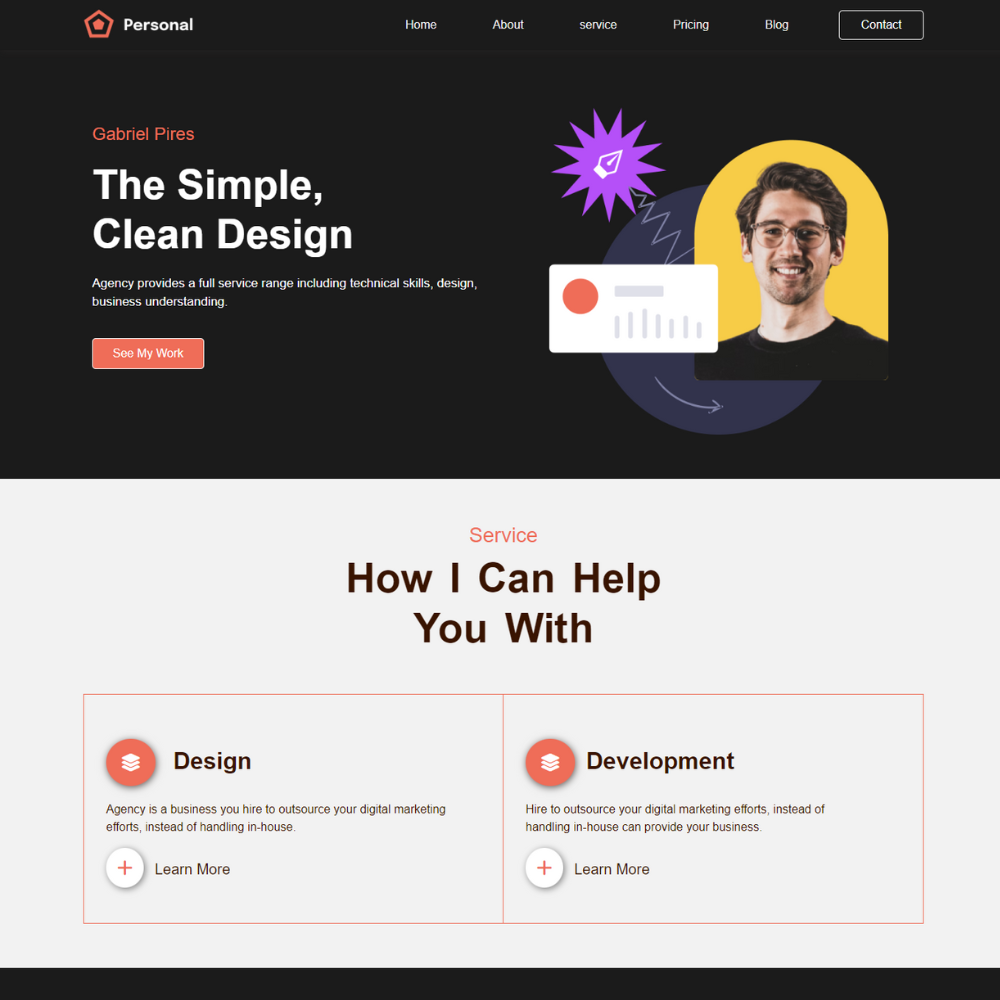 Personal
Home
About
service
Pricing
Blog
Contact
Gabriel Pires
The Simple,
Clean Design
Agency provides a full service range including technical skills, design,
business understanding.
See My Work
Service
How I Can Help
You With
Design
Agency is a business you hire to outsource your digital marketing
efforts, instead of handling in-house.
Learn More
Development
Hire to outsource your digital marketing efforts, instead of
handling in-house can provide your business.
Learn More